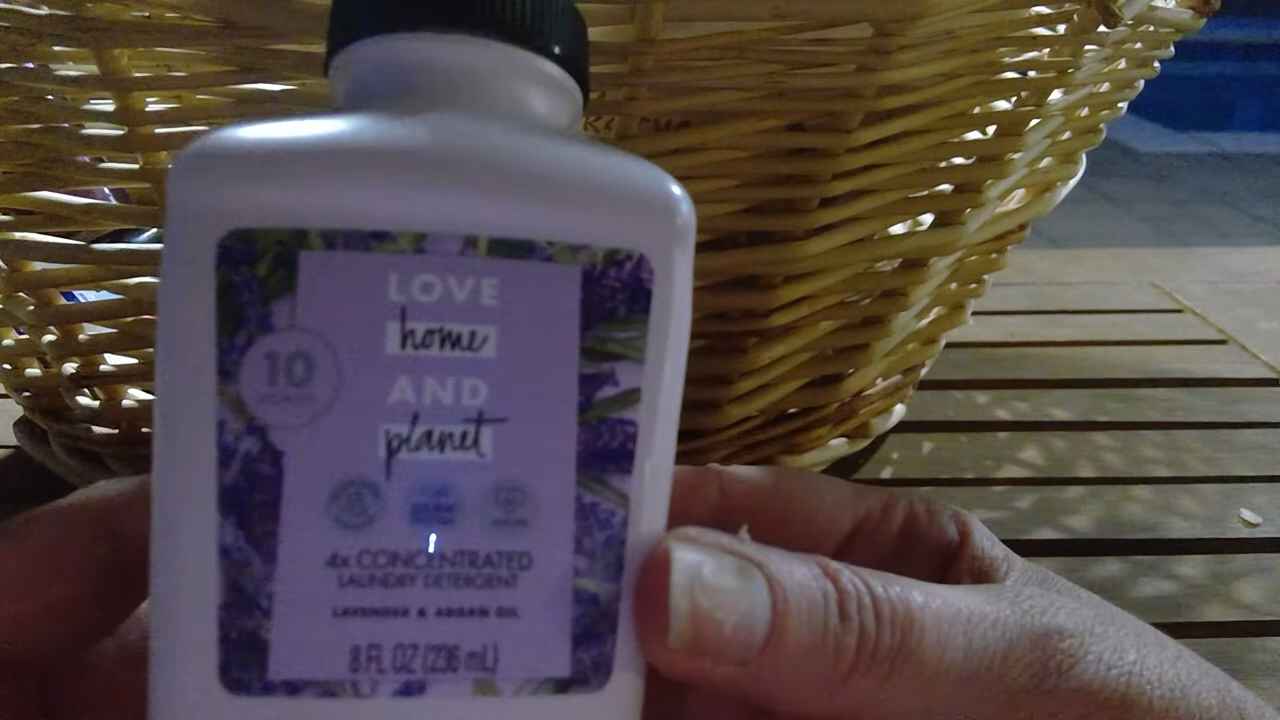 LOVE
home
AND
planet
10
4x CONCENTRATED
LAUNDRY DETERGENT
LAVENDER & ARGAN OIL
8 FL OZ (236 mL)